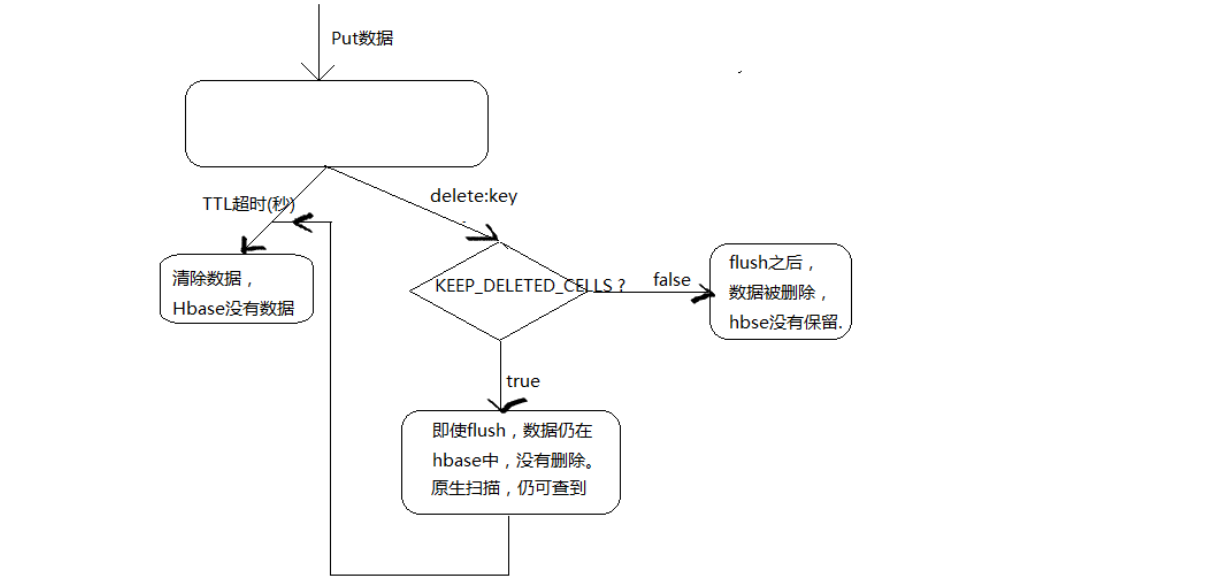 Put数据
TTL超时(秒)
delete:key
清除数据，
Hbase没有数据
KEEP_DELETED_CELLS？
false
flush之后，
数据被删除，
hbse没有保留.
true
即使flush，数据仍在
hbase中，没有删除。
原生扫描，仍可查到